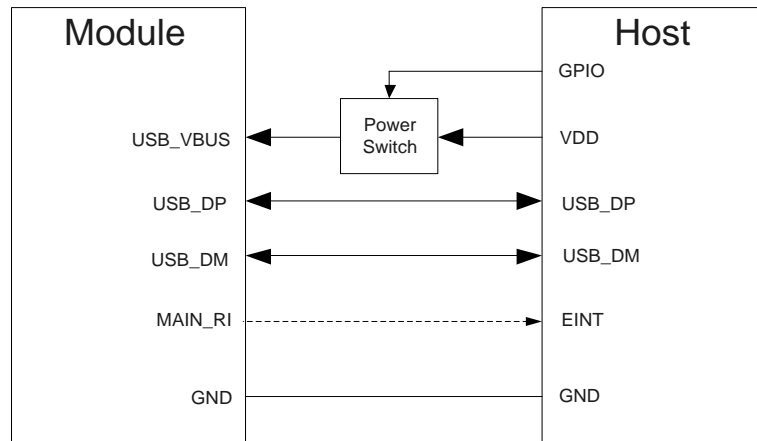 Module
Host
GPIO
USB_VBUS
Power
Switch
VDD
USB_DP
USB_DP
USB_DM
USB_DM
MAIN_RI
EINT
GND
GND